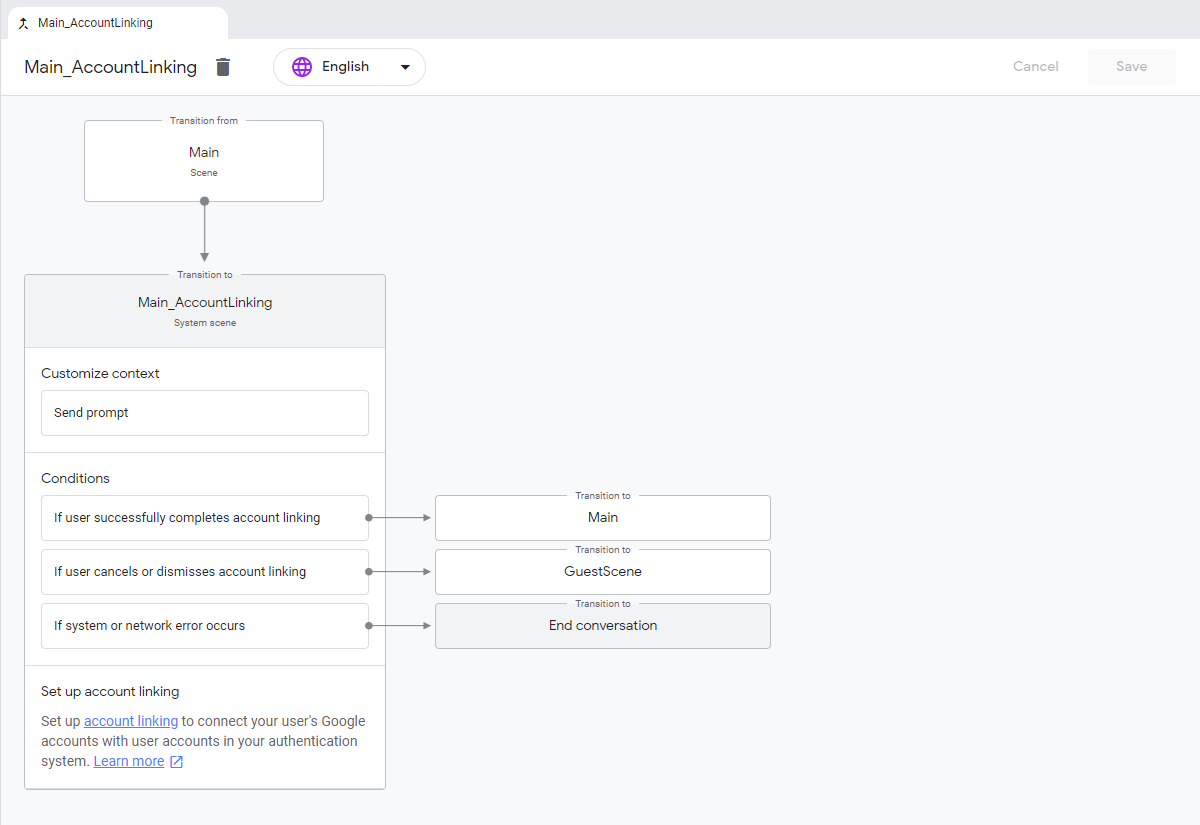 Main_AccountLinking
Main_AccountLinking
English
Cancel
Save
Transition from
Main
Scene
Transition to
Main_AccountLinking
System scene
Customize context
Send prompt
Conditions
If user successfully completes account linking
Transition to
Main
If user cancels or dismisses account linking
Transition to
GuestScene
If system or network error occurs
Transition to
End conversation
Set up account linking
Set up account linking to connect your user's Google
accounts with user accounts in your authentication
system. Learn more